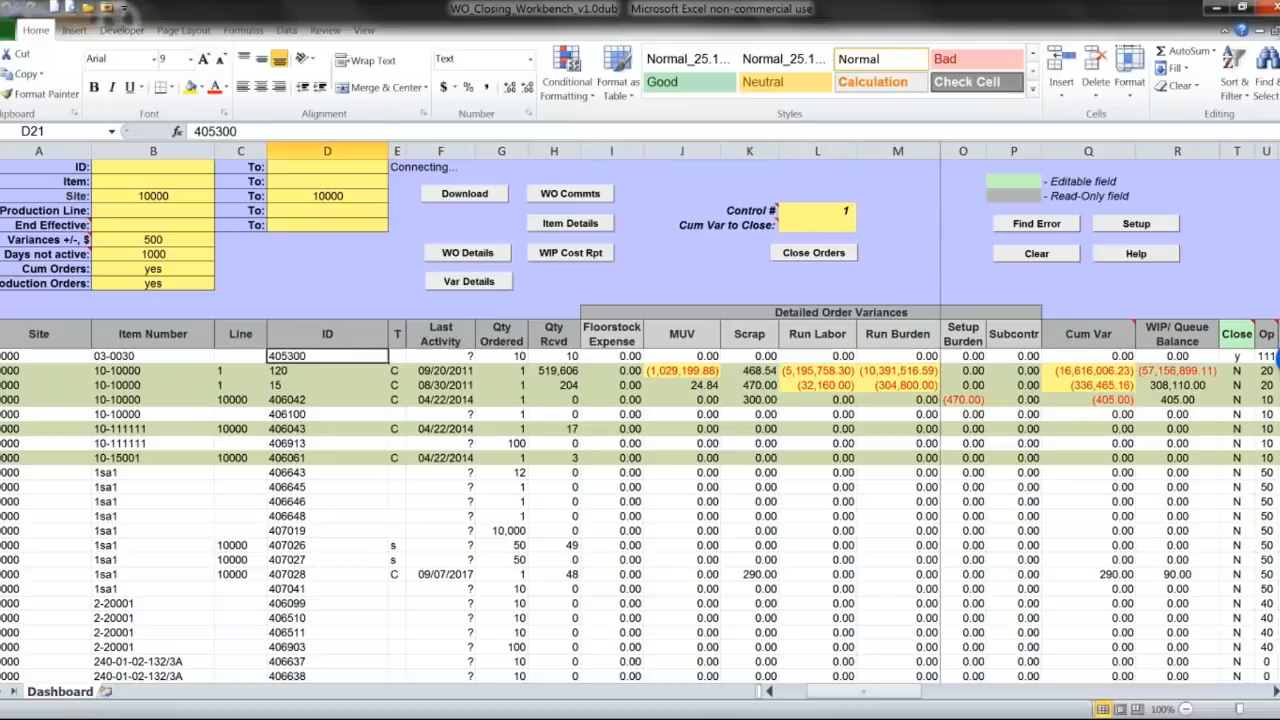 WO_Closing_Workbench_v1.0dub - Microsoft Excel non-commercial use
Home Insert Developer Page Layout Formulas Data Review View
Cut
Copy
Format Painter
Arial 9
Wrap Text
Merge & Center
Text
Conditional Formatting
Format as Table
Normal_25.1... Normal_25.1... Normal Bad
Good Neutral Calculation Check Cell
Insert Delete Format
AutoSum
Fill
Clear
Sort & Filter
Find & Select
Font Alignment Number Styles Cells Editing
D21 fx 405300
A B C D E F G H I J K L M O P Q R T U
ID: To: Connecting...
Item: To:
Site: 10000 To: 10000
Production Line: To:
End Effective: To:
Variances +/-, $ 500
Days not active: 1000
Cum Orders: yes
oduction Orders: yes
Download WO Commts
Item Details
WO Details WIP Cost Rpt
Var Details
Control # 1
Cum Var to Close:
Close Orders
- Editable field
- Read-Only field
Find Error Setup
Clear Help
Detailed Order Variances
Site Item Number Line ID T Last Activity Qty Ordered Qty Rcvd Floorstock Expense MUV Scrap Run Labor Run Burden Setup Burden Subcontr Cum Var WIP/ Queue Balance Close Op
0000 03-0030 405300 ? 10 10 0.00 0.00 0.00 0.00 0.00 0.00 0.00 0.00 0.00 y 111
0000 10-10000 1 120 C 09/20/2011 1 519,606 0.00 (1,029,199.88) 468.54 (5,195,758.30) (10,391,516.59) 0.00 0.00 (16,616,006.23) (57,156,899.11) N 20
0000 10-10000 1 15 C 08/30/2011 1 204 0.00 24.84 470.00 (32,160.00) (304,800.00) 0.00 0.00 (336,465.16) 308,110.00 N 20
0000 10-10000 10000 406042 C 04/22/2014 1 0 0.00 0.00 300.00 0.00 0.00 (470.00) 0.00 (405.00) 405.00 N 10
0000 10-10000 406100 ? 1 0 0.00 0.00 0.00 0.00 0.00 0.00 0.00 0.00 0.00 N 10
0000 10-111111 10000 406043 C 04/22/2014 1 17 0.00 0.00 0.00 0.00 0.00 0.00 0.00 0.00 0.00 N 10
0000 10-111111 406913 ? 100 0 0.00 0.00 0.00 0.00 0.00 0.00 0.00 0.00 0.00 N 10
0000 10-15001 10000 406061 C 04/22/2014 1 3 0.00 0.00 0.00 0.00 0.00 0.00 0.00 0.00 0.00 N 10
0000 1sa1 406643 ? 12 0 0.00 0.00 0.00 0.00 0.00 0.00 0.00 0.00 0.00 N 50
0000 1sa1 406645 ? 1 0 0.00 0.00 0.00 0.00 0.00 0.00 0.00 0.00 0.00 N 50
0000 1sa1 406646 ? 1 0 0.00 0.00 0.00 0.00 0.00 0.00 0.00 0.00 0.00 N 50
0000 1sa1 406648 ? 1 0 0.00 0.00 0.00 0.00 0.00 0.00 0.00 0.00 0.00 N 50
0000 1sa1 407019 ? 10,000 0 0.00 0.00 0.00 0.00 0.00 0.00 0.00 0.00 0.00 N 50
0000 1sa1 10000 407026 s ? 50 49 0.00 0.00 0.00 0.00 0.00 0.00 0.00 0.00 0.00 N 50
0000 1sa1 10000 407027 s ? 50 0 0.00 0.00 0.00 0.00 0.00 0.00 0.00 0.00 0.00 N 50
0000 1sa1 10000 407028 C 09/07/2017 1 48 0.00 0.00 290.00 0.00 0.00 0.00 0.00 290.00 90.00 N 50
0000 1sa1 407041 ? 10 0 0.00 0.00 0.00 0.00 0.00 0.00 0.00 0.00 0.00 N 50
0000 2-20001 406099 ? 10 0 0.00 0.00 0.00 0.00 0.00 0.00 0.00 0.00 0.00 N 40
0000 2-20001 406510 ? 10 0 0.00 0.00 0.00 0.00 0.00 0.00 0.00 0.00 0.00 N 40
0000 2-20001 406511 ? 10 0 0.00 0.00 0.00 0.00 0.00 0.00 0.00 0.00 0.00 N 40
0000 2-20001 406903 ? 100 0 0.00 0.00 0.00 0.00 0.00 0.00 0.00 0.00 0.00 N 40
0000 240-01-02-132/3A 406637 ? 10 0 0.00 0.00 0.00 0.00 0.00 0.00 0.00 0.00 0.00 N 0
0000 240-01-02-132/3A 406638 ? 10 0 0.00 0.00 0.00 0.00 0.00 0.00 0.00 0.00 0.00 N 0
Dashboard
100%